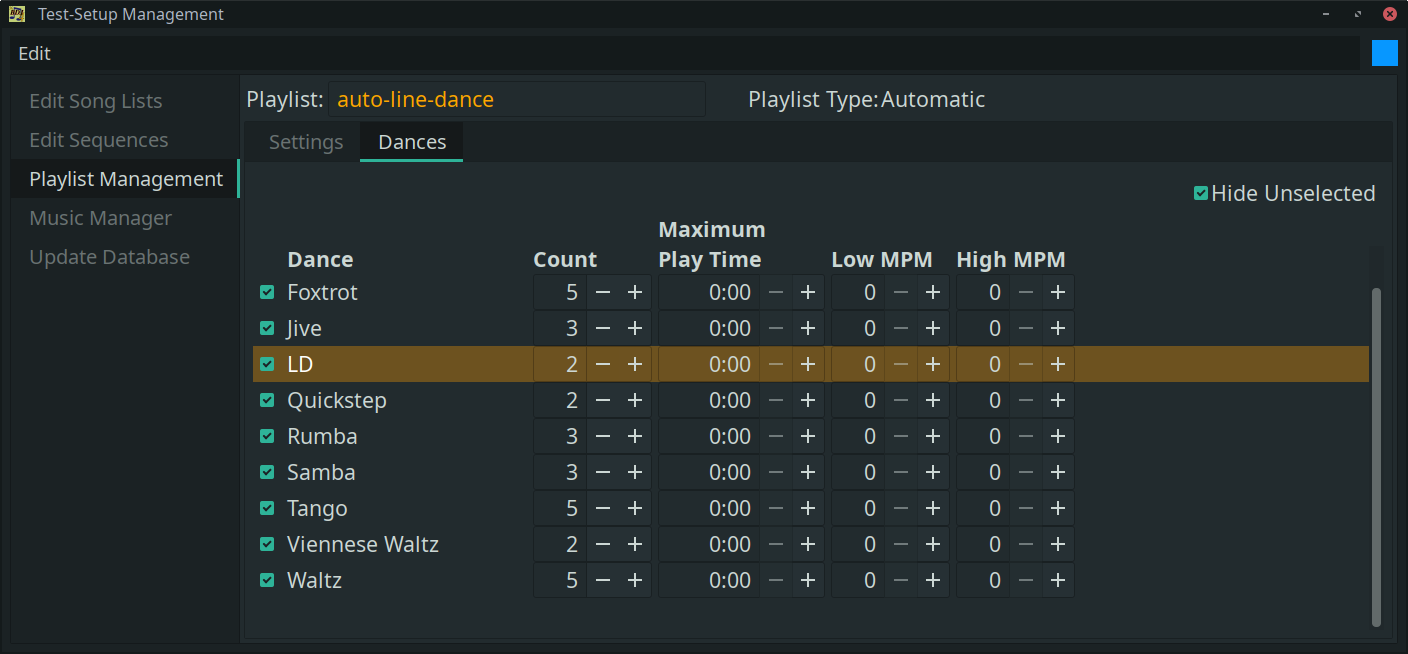 Test-Setup Management
Edit
Edit Song Lists
Edit Sequences
Playlist Management
Music Manager
Update Database
Playlist: auto-line-dance Playlist Type:Automatic
Settings Dances
Hide Unselected
Maximum
Dance Count Play Time Low MPM High MPM
Foxtrot 5 — + 0:00 — + 0 — + 0 — +
Jive 3 — + 0:00 — + 0 — + 0 — +
LD 2 — + 0:00 — + 0 — + 0 — +
Quickstep 2 — + 0:00 — + 0 — + 0 — +
Rumba 3 — + 0:00 — + 0 — + 0 — +
Samba 3 — + 0:00 — + 0 — + 0 — +
Tango 5 — + 0:00 — + 0 — + 0 — +
Viennese Waltz 2 — + 0:00 — + 0 — + 0 — +
Waltz 5 — + 0:00 — + 0 — + 0 — +